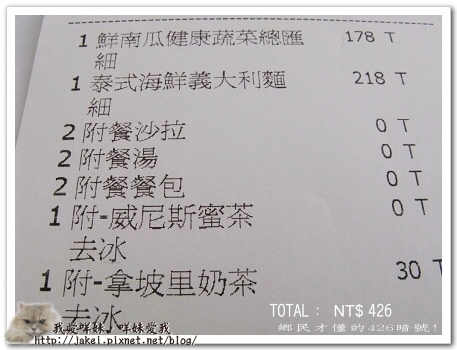 1 鮮南瓜健康蔬菜總匯 178 T
細
1 泰式海鮮義大利麵 218 T
細
2 附餐沙拉 0 T
2 附餐湯 0 T
2 附餐餐包 0 T
1 附-威尼斯蜜茶 0 T
去冰
1 附-拿坡里奶茶 30 T
去冰
TOTAL： NT$ 426
鄉民才懂的426暗號!
我愛咩妹，咩妹愛我
http://jakel.pixnet.net/blog/